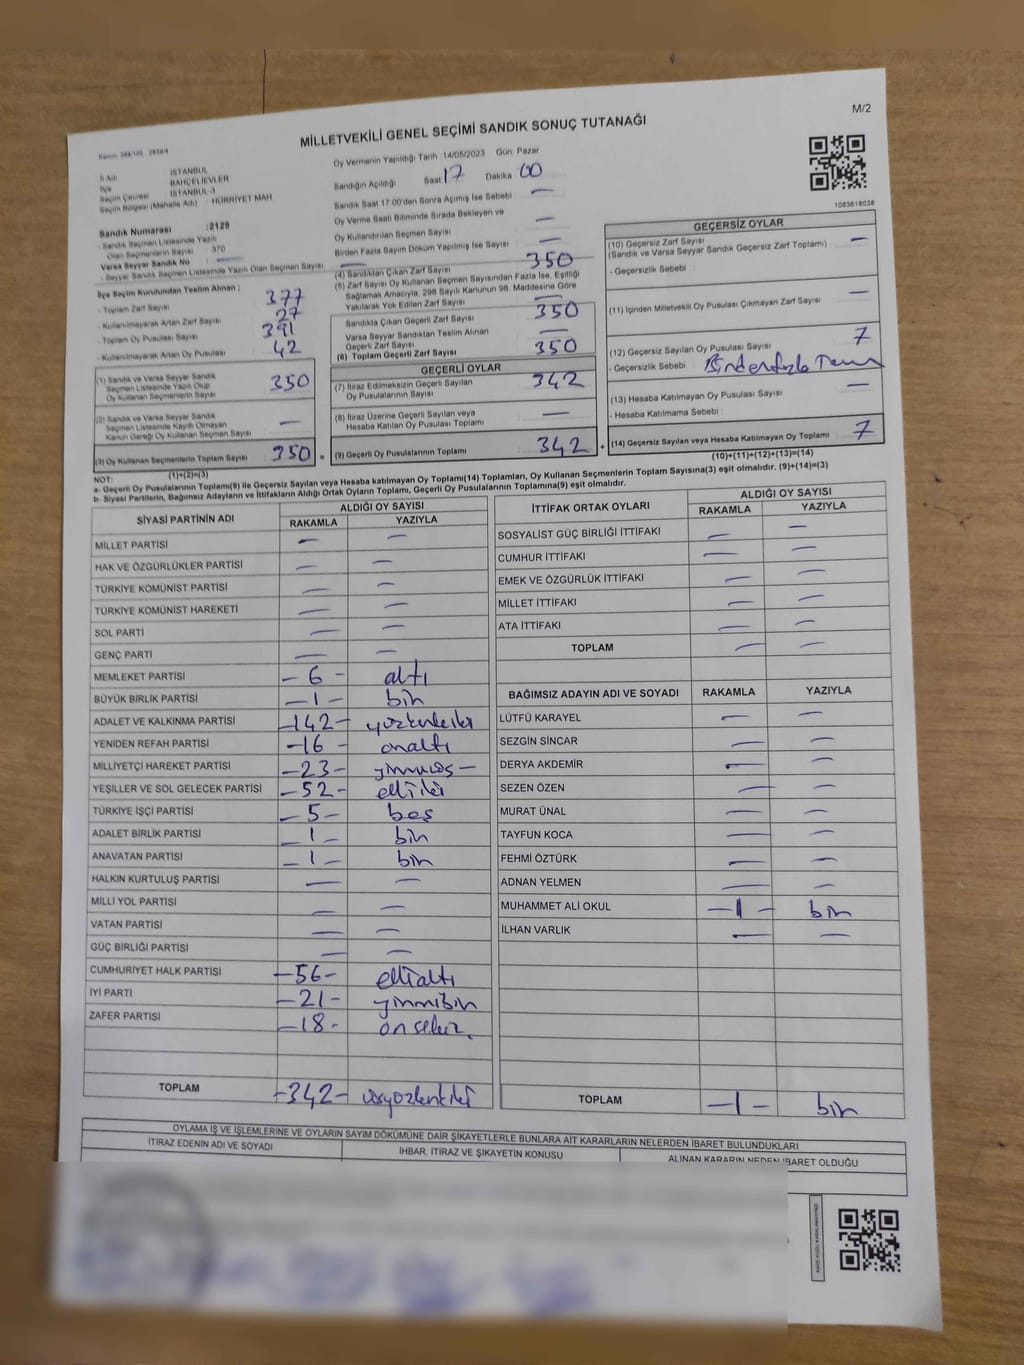 M/2
MİLLETVEKİLİ GENEL SEÇİMİ SANDIK SONUÇ TUTANAĞI
İl Adı İSTANBUL
İlçe BAHÇELİEVLER
Seçim Çevresi İSTANBUL-3
Seçim Bölgesi (Mahalle Adı) : HÜRRİYET MAH
Sandık Numarası :2129
- Sandık Seçmen Listesinde Yazılı
Olan Seçmenlerin Sayısı 370
Varsa Seyyar Sandık No —
- Seyyar Sandık Seçmen Listesinde Yazılı Olan Seçmen Sayısı —
İlçe Seçim Kurulundan Teslim Alınan ;
- Toplam Zarf Sayısı 377
- Kullanılmayarak Artan Zarf Sayısı 27
- Toplam Oy Pusulası Sayısı 391
- Kullanılmayarak Artan Oy Pusulası 42
(1) Sandık ve Varsa Seyyar Sandık
Seçmen Listesinde Yazılı Olup
Oy Kullanan Seçmenlerin Sayısı 350
(2) Sandık ve Varsa Seyyar Sandık
Seçmen Listesinde Kayıtlı Olmayan
Kanun Gereği Oy Kullanan Seçmen Sayısı —
(3) Oy Kullanan Seçmenlerin Toplam Sayısı 350 =
(1)+(2)=(3)
Oy Vermenin Yapıldığı Tarih 14/05/2023 Gün: Pazar
Sandığın Açıldığı Saat 17 Dakika 00
Sandık Saat 17.00'den Sonra Açılmış İse Sebebi —
Oy Verme Saati Bitiminde Sırada Bekleyen ve
Oy Kullandırılan Seçmen Sayısı —
Birden Fazla Sayım Döküm Yapılmış İse Sayısı —
(4) Sandıktan Çıkan Zarf Sayısı 350
(5) Zarf Sayısı Oy Kullanan Seçmen Sayısından Fazla İse, Eşitliği
Sağlamak Amacıyla, 298 Sayılı Kanunun 98. Maddesine Göre
Yakılarak Yok Edilen Zarf Sayısı —
Sandıkta Çıkan Geçerli Zarf Sayısı 350
Varsa Seyyar Sandıktan Teslim Alınan
Geçerli Zarf Sayısı —
(6) Toplam Geçerli Zarf Sayısı 350
GEÇERLİ OYLAR
(7) İtiraz Edilmeksizin Geçerli Sayılan
Oy Pusulalarının Sayısı 342
(8) İtiraz Üzerine Geçerli Sayılan veya
Hesaba Katılan Oy Pusulası Toplamı —
(9) Geçerli Oy Pusulalarının Toplamı 342 +
1083618038
GEÇERSİZ OYLAR
(10) Geçersiz Zarf Sayısı —
(Sandık ve Varsa Seyyar Sandık Geçersiz Zarf Toplamı)
- Geçersizlik Sebebi
(11) İçinden Milletvekili Oy Pusulası Çıkmayan Zarf Sayısı —
(12) Geçersiz Sayılan Oy Pusulası Sayısı 7
- Geçersizlik Sebebi Birdenfazla
(13) Hesaba Katılmayan Oy Pusulası Sayısı —
- Hesaba Katılmama Sebebi
(14) Geçersiz Sayılan veya Hesaba Katılmayan Oy Toplamı 7
(10)+(11)+(12)+(13)=(14)
NOT:
a- Geçerli Oy Pusulalarının Toplamı(9) ile Geçersiz Sayılan veya Hesaba katılmayan Oy Toplamı(14) Toplamları, Oy Kullanan Seçmenlerin Toplam Sayısına(3) eşit olmalıdır. (9)+(14)=(3)
b- Siyasi Partilerin, Bağımsız Adayların ve İttifakların Aldığı Ortak Oyların Toplamı, Geçerli Oy Pusulalarının Toplamına(9) eşit olmalıdır.
SİYASİ PARTİNİN ADI ALDIĞI OY SAYISI
RAKAMLA YAZIYLA
MİLLET PARTİSİ — —
HAK VE ÖZGÜRLÜKLER PARTİSİ — —
TÜRKİYE KOMÜNİST PARTİSİ — —
TÜRKİYE KOMÜNİST HAREKETİ — —
SOL PARTİ — —
GENÇ PARTİ — —
MEMLEKET PARTİSİ - 6 - altı
BÜYÜK BİRLİK PARTİSİ - 1 - bir
ADALET VE KALKINMA PARTİSİ -142- yüzkırkiki
YENİDEN REFAH PARTİSİ -16 - onaltı
MİLLİYETÇİ HAREKET PARTİSİ -23- yirmiüç —
YEŞİLLER VE SOL GELECEK PARTİSİ -52- elliiki
TÜRKİYE İŞÇİ PARTİSİ - 5 - beş
ADALET BİRLİK PARTİSİ - 1 - bir
ANAVATAN PARTİSİ - 1 - bir
HALKIN KURTULUŞ PARTİSİ — —
MİLLİ YOL PARTİSİ — —
VATAN PARTİSİ — —
GÜÇ BİRLİĞİ PARTİSİ — —
CUMHURİYET HALK PARTİSİ -56- ellialtı
İYİ PARTİ -21- yirmibir
ZAFER PARTİSİ -18- onsekiz
TOPLAM -342- üçyüzkırkiki
İTTİFAK ORTAK OYLARI ALDIĞI OY SAYISI
RAKAMLA YAZIYLA
SOSYALİST GÜÇ BİRLİĞİ İTTİFAKI — —
CUMHUR İTTİFAKI — —
EMEK VE ÖZGÜRLÜK İTTİFAKI — —
MİLLET İTTİFAKI — —
ATA İTTİFAKI — —
TOPLAM — —
BAĞIMSIZ ADAYIN ADI VE SOYADI RAKAMLA YAZIYLA
LÜTFÜ KARAYEL — —
SEZGİN SİNCAR — —
DERYA AKDEMİR — —
SEZEN ÖZEN — —
MURAT ÜNAL — —
TAYFUN KOCA — —
FEHMİ ÖZTÜRK — —
ADNAN YELMEN — —
MUHAMMET ALİ OKUL -1- bir
İLHAN VARLIK — —
TOPLAM -1- bir
OYLAMA İŞ VE İŞLEMLERİNE VE OYLARIN SAYIM DÖKÜMÜNE DAİR ŞİKAYETLERLE BUNLARA AİT KARARLARIN NELERDEN İBARET BULUNDUKLARI
İTİRAZ EDENİN ADI VE SOYADI İHBAR, İTİRAZ VE ŞİKAYETİN KONUSU ALINAN KARARIN NEDEN İBARET OLDUĞU